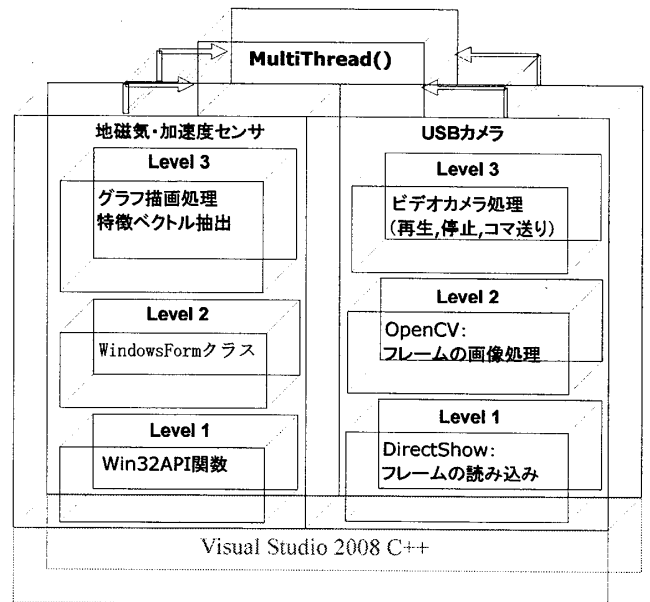 MultiThread()
地磁気・加速度センサ
Level 3
グラフ描画処理
特徴ベクトル抽出
Level 2
WindowsFormクラス
Level 1
Win32API関数
USBカメラ
Level 3
ビデオカメラ処理
(再生,停止,コマ送り)
Level 2
OpenCV:
フレームの画像処理
Level 1
DirectShow:
フレームの読み込み
Visual Studio 2008 C++